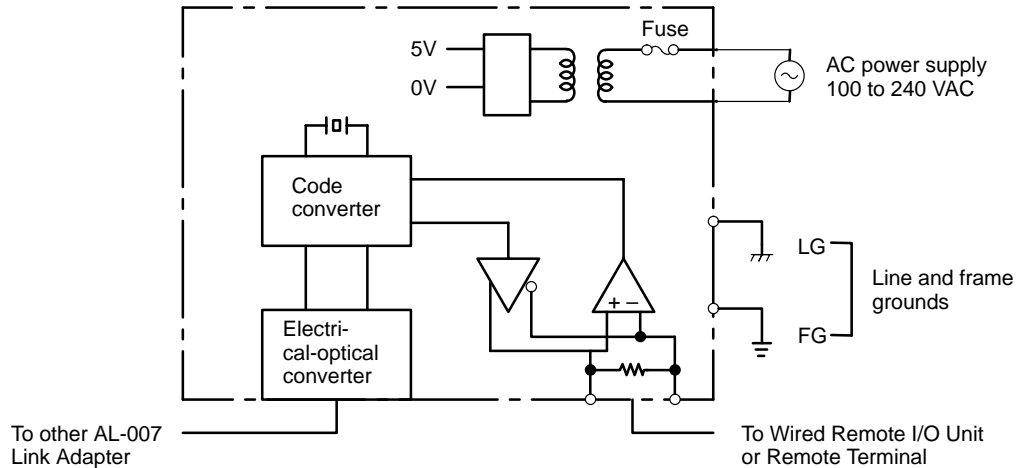 Fuse
5V
0V
AC power supply
100 to 240 VAC
Code
converter
+ −
LG
FG
Line and frame
grounds
Electri-
cal-optical
converter
To other AL-007
Link Adapter
To Wired Remote I/O Unit
or Remote Terminal